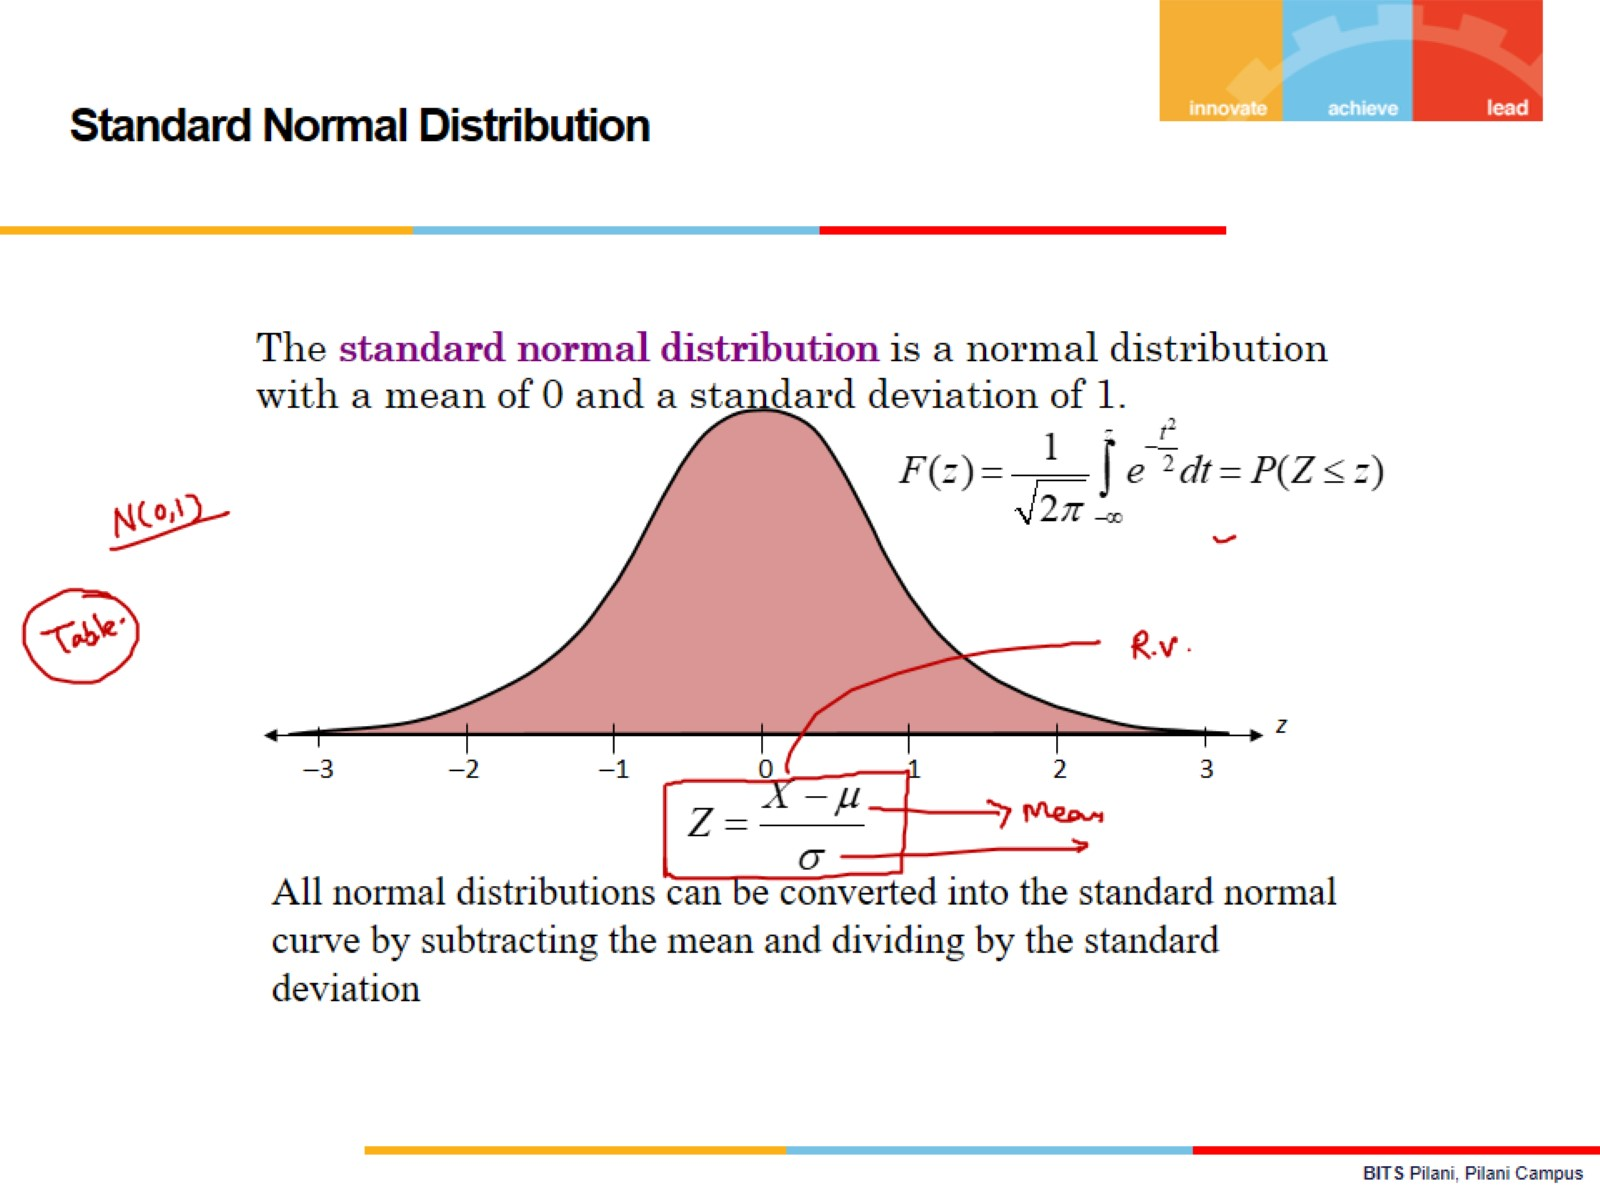 innovate achieve lead
Standard Normal Distribution
The standard normal distribution is a normal distribution
with a mean of 0 and a standard deviation of 1.
F(z) = 1/√2π ∫_{-∞}^{z} e^{-t²/2} dt = P(Z ≤ z)
N(0,1)
Table.
R.v.
z
–3 –2 –1 0 1 2 3
Z = (X – μ)/σ
Mean
All normal distributions can be converted into the standard normal
curve by subtracting the mean and dividing by the standard
deviation
BITS Pilani, Pilani Campus